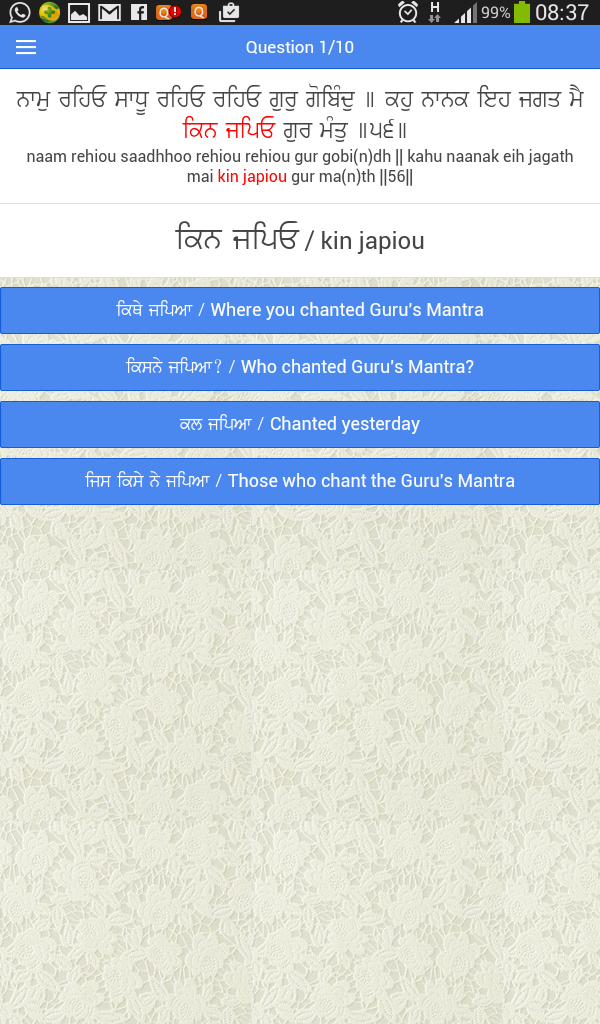 H 99% 08:37
Question 1/10
ਨਾਮੁ ਰਹਿਓ ਸਾਧੂ ਰਹਿਓ ਰਹਿਓ ਗੁਰੁ ਗੋਬਿੰਦੁ ॥ ਕਹੁ ਨਾਨਕ ਇਹ ਜਗਤ ਮੈ
ਕਿਨ ਜਪਿਓ ਗੁਰ ਮੰਤੁ ॥੫੬॥
naam rehiou saadhhoo rehiou rehiou gur gobi(n)dh || kahu naanak eih jagath
mai kin japiou gur ma(n)th ||56||
ਕਿਨ ਜਪਿਓ / kin japiou
ਕਿਥੇ ਜਪਿਆ / Where you chanted Guru's Mantra
ਕਿਸਨੇ ਜਪਿਆ? / Who chanted Guru's Mantra?
ਕਲ ਜਪਿਆ / Chanted yesterday
ਜਿਸ ਕਿਸੇ ਨੇ ਜਪਿਆ / Those who chant the Guru's Mantra